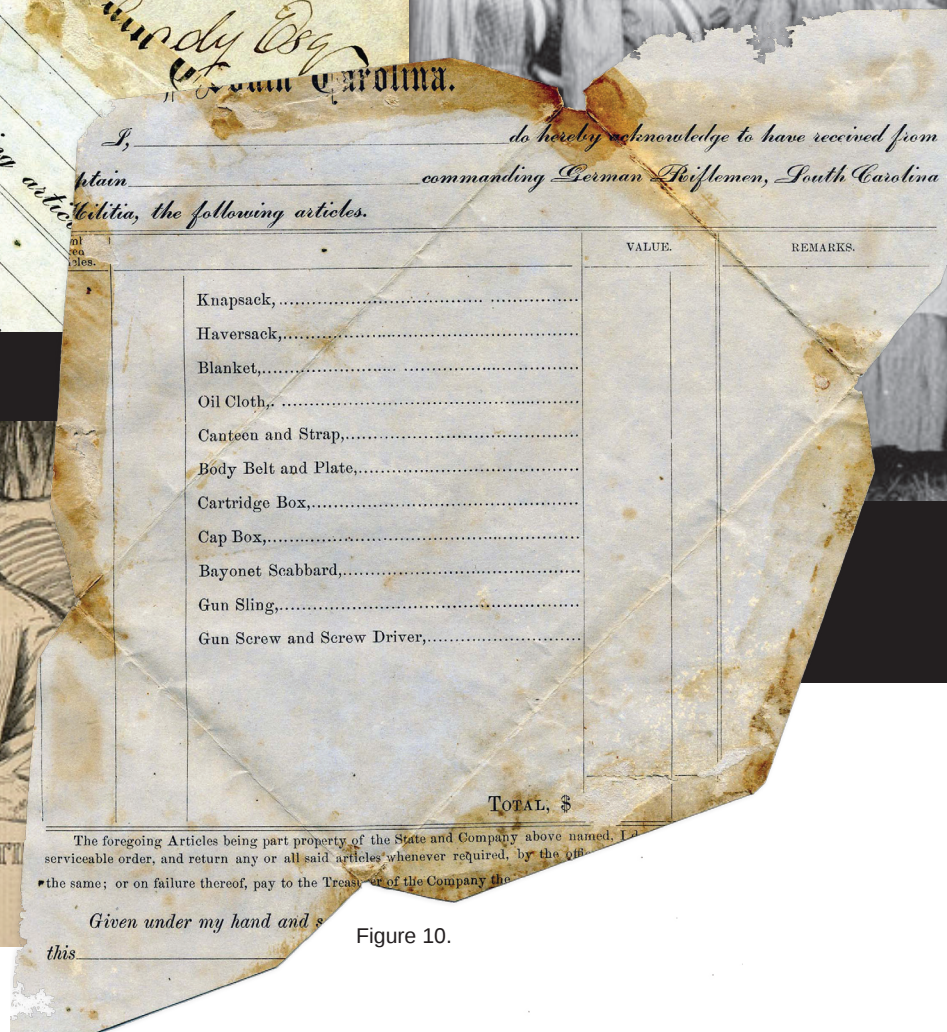 dy Esq
South Carolina.
I, do hereby acknowledge to have received from
ptain commanding German Riflemen, South Carolina
Militia, the following articles.
artic
cles.
VALUE. REMARKS.
Knapsack,
Haversack,
Blanket,
Oil Cloth,
Canteen and Strap,
Body Belt and Plate,
Cartridge Box,
Cap Box,
Bayonet Scabbard,
Gun Sling,
Gun Screw and Screw Driver,
TOTAL, $
The foregoing Articles being part property of the State and Company above named, I d
serviceable order, and return any or all said articles whenever required, by the offi
the same; or on failure thereof, pay to the Treasurer of the Company the
Given under my hand and s
this
Figure 10.